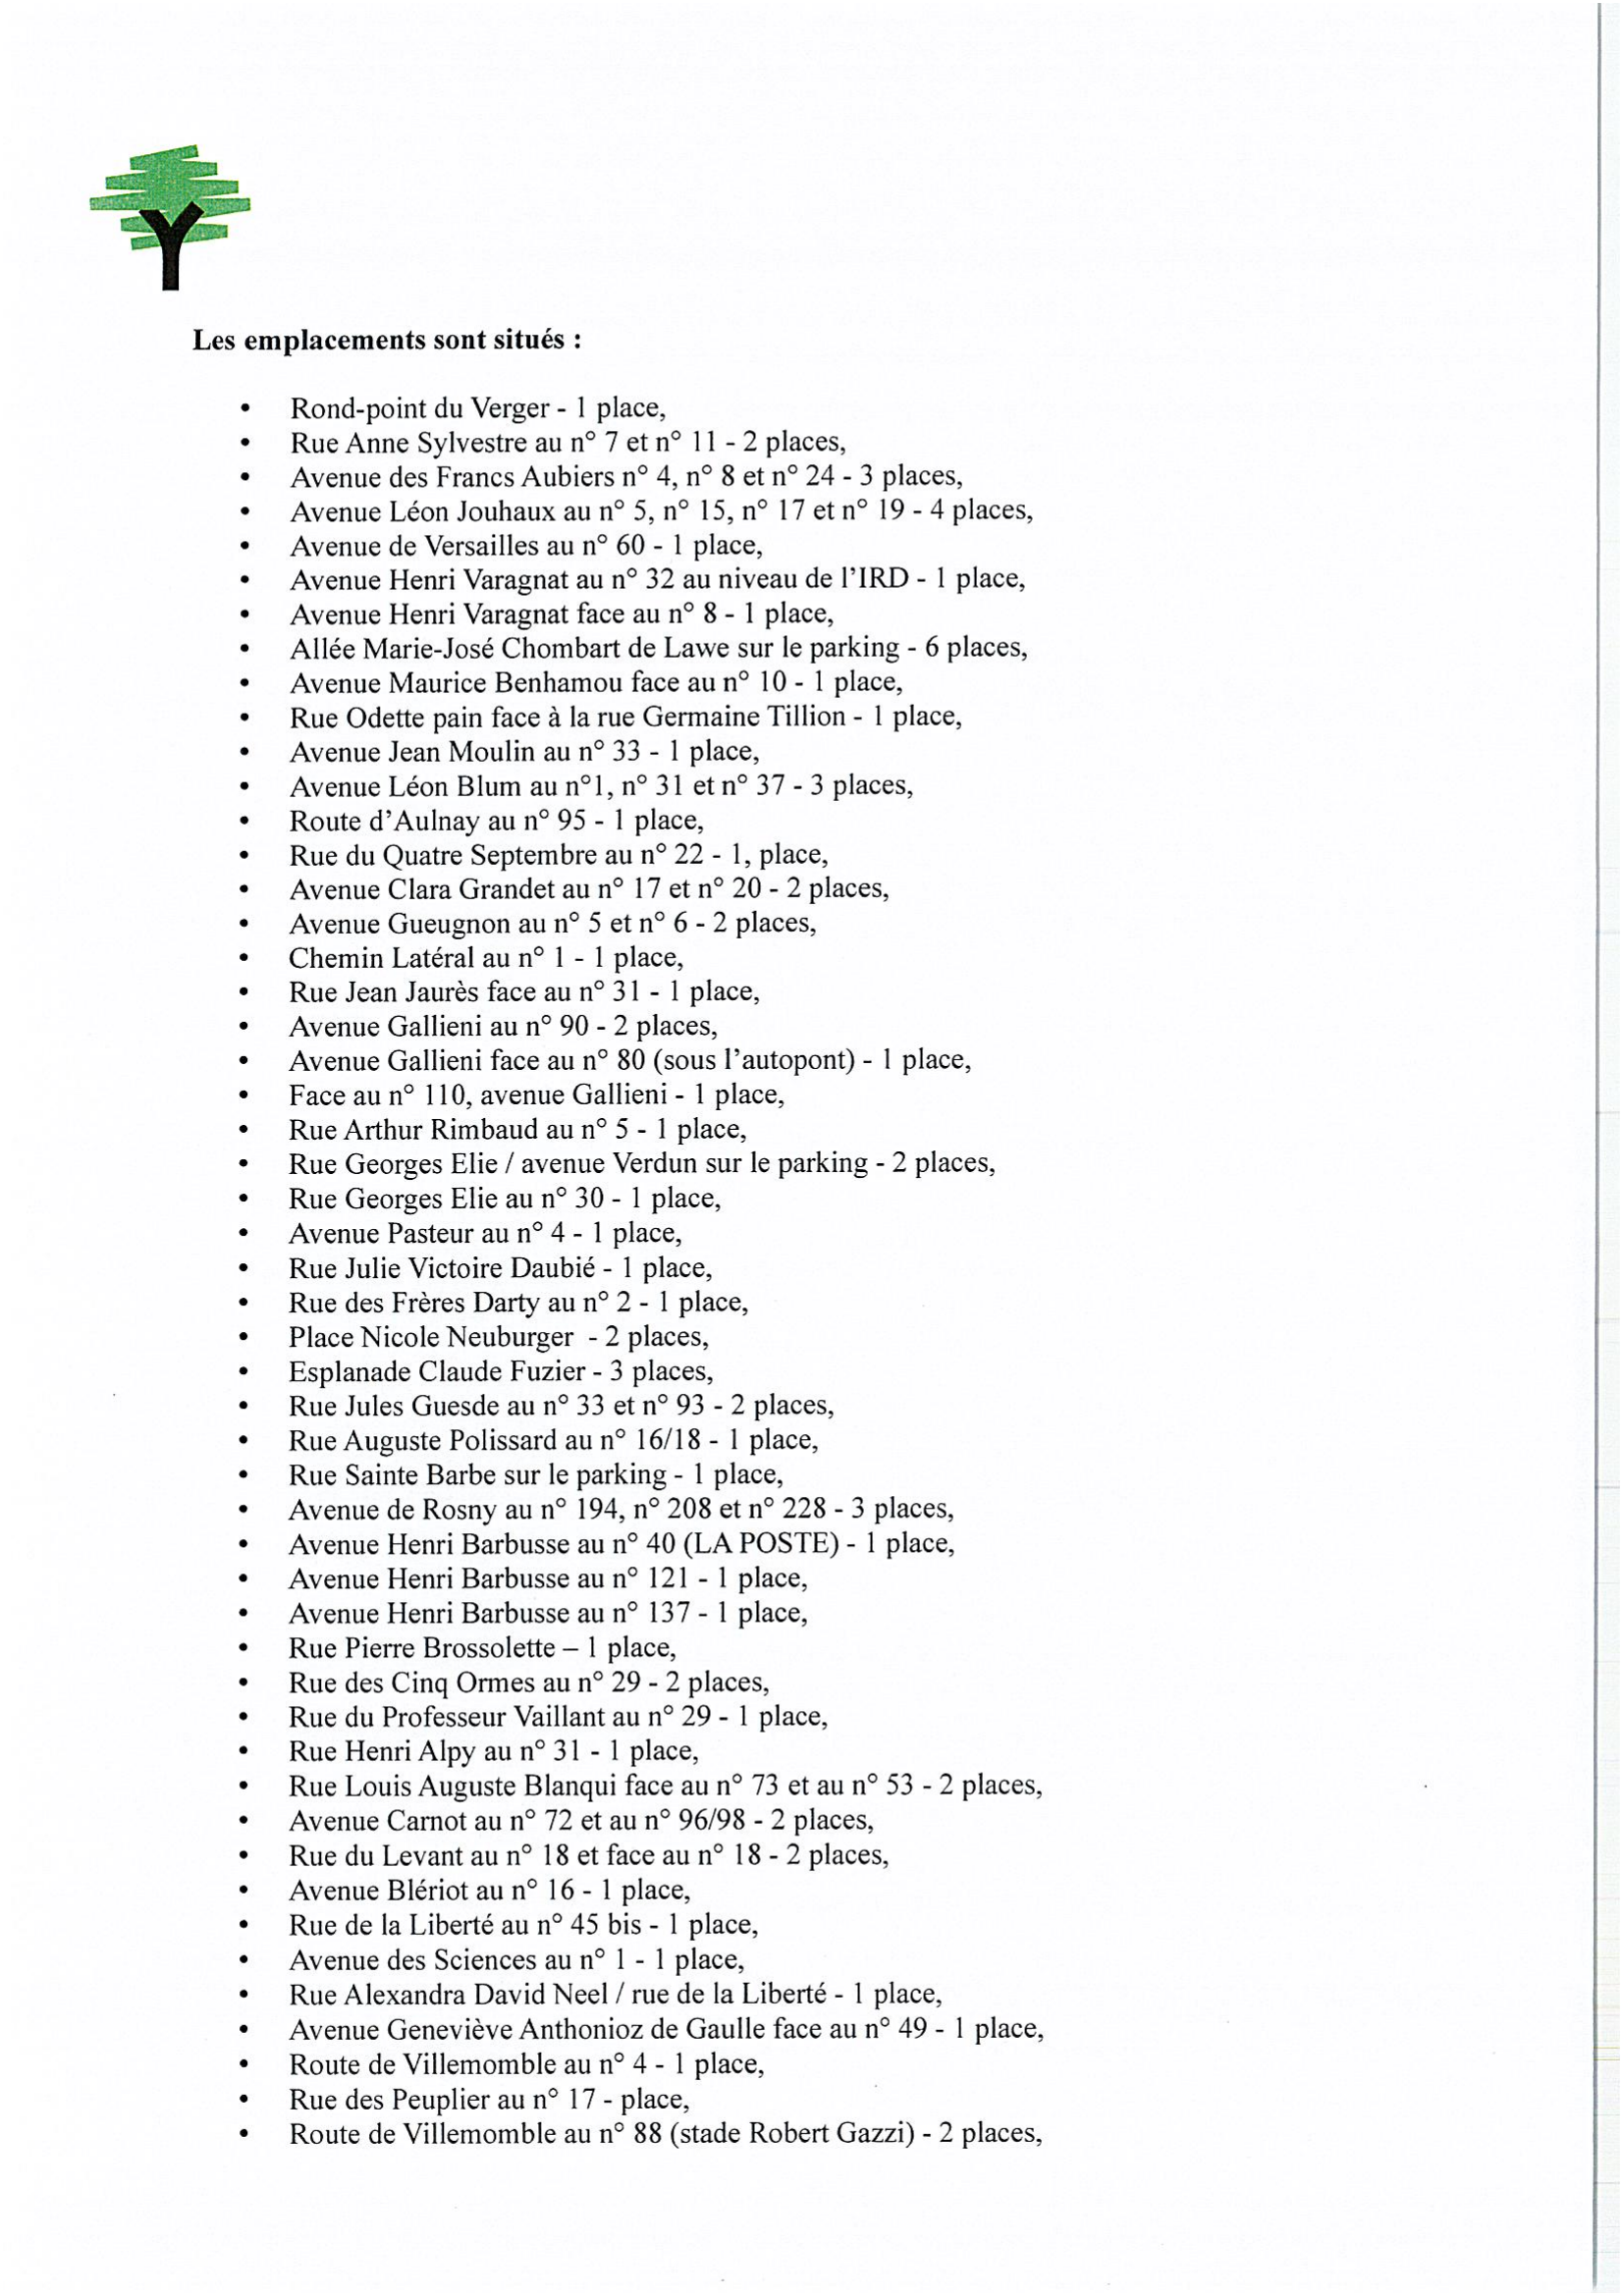 Les emplacements sont situés :
• Rond-point du Verger - 1 place,
• Rue Anne Sylvestre au n° 7 et n° 11 - 2 places,
• Avenue des Francs Aubiers n° 4, n° 8 et n° 24 - 3 places,
• Avenue Léon Jouhaux au n° 5, n° 15, n° 17 et n° 19 - 4 places,
• Avenue de Versailles au n° 60 - 1 place,
• Avenue Henri Varagnat au n° 32 au niveau de l'IRD - 1 place,
• Avenue Henri Varagnat face au n° 8 - 1 place,
• Allée Marie-José Chombart de Lawe sur le parking - 6 places,
• Avenue Maurice Benhamou face au n° 10 - 1 place,
• Rue Odette pain face à la rue Germaine Tillion - 1 place,
• Avenue Jean Moulin au n° 33 - 1 place,
• Avenue Léon Blum au n°1, n° 31 et n° 37 - 3 places,
• Route d'Aulnay au n° 95 - 1 place,
• Rue du Quatre Septembre au n° 22 - 1, place,
• Avenue Clara Grandet au n° 17 et n° 20 - 2 places,
• Avenue Gueugnon au n° 5 et n° 6 - 2 places,
• Chemin Latéral au n° 1 - 1 place,
• Rue Jean Jaurès face au n° 31 - 1 place,
• Avenue Gallieni au n° 90 - 2 places,
• Avenue Gallieni face au n° 80 (sous l'autopont) - 1 place,
• Face au n° 110, avenue Gallieni - 1 place,
• Rue Arthur Rimbaud au n° 5 - 1 place,
• Rue Georges Elie / avenue Verdun sur le parking - 2 places,
• Rue Georges Elie au n° 30 - 1 place,
• Avenue Pasteur au n° 4 - 1 place,
• Rue Julie Victoire Daubié - 1 place,
• Rue des Frères Darty au n° 2 - 1 place,
• Place Nicole Neuburger - 2 places,
• Esplanade Claude Fuzier - 3 places,
• Rue Jules Guesde au n° 33 et n° 93 - 2 places,
• Rue Auguste Polissard au n° 16/18 - 1 place,
• Rue Sainte Barbe sur le parking - 1 place,
• Avenue de Rosny au n° 194, n° 208 et n° 228 - 3 places,
• Avenue Henri Barbusse au n° 40 (LA POSTE) - 1 place,
• Avenue Henri Barbusse au n° 121 - 1 place,
• Avenue Henri Barbusse au n° 137 - 1 place,
• Rue Pierre Brossolette – 1 place,
• Rue des Cinq Ormes au n° 29 - 2 places,
• Rue du Professeur Vaillant au n° 29 - 1 place,
• Rue Henri Alpy au n° 31 - 1 place,
• Rue Louis Auguste Blanqui face au n° 73 et au n° 53 - 2 places,
• Avenue Carnot au n° 72 et au n° 96/98 - 2 places,
• Rue du Levant au n° 18 et face au n° 18 - 2 places,
• Avenue Blériot au n° 16 - 1 place,
• Rue de la Liberté au n° 45 bis - 1 place,
• Avenue des Sciences au n° 1 - 1 place,
• Rue Alexandra David Neel / rue de la Liberté - 1 place,
• Avenue Geneviève Anthonioz de Gaulle face au n° 49 - 1 place,
• Route de Villemomble au n° 4 - 1 place,
• Rue des Peuplier au n° 17 - place,
• Route de Villemomble au n° 88 (stade Robert Gazzi) - 2 places,